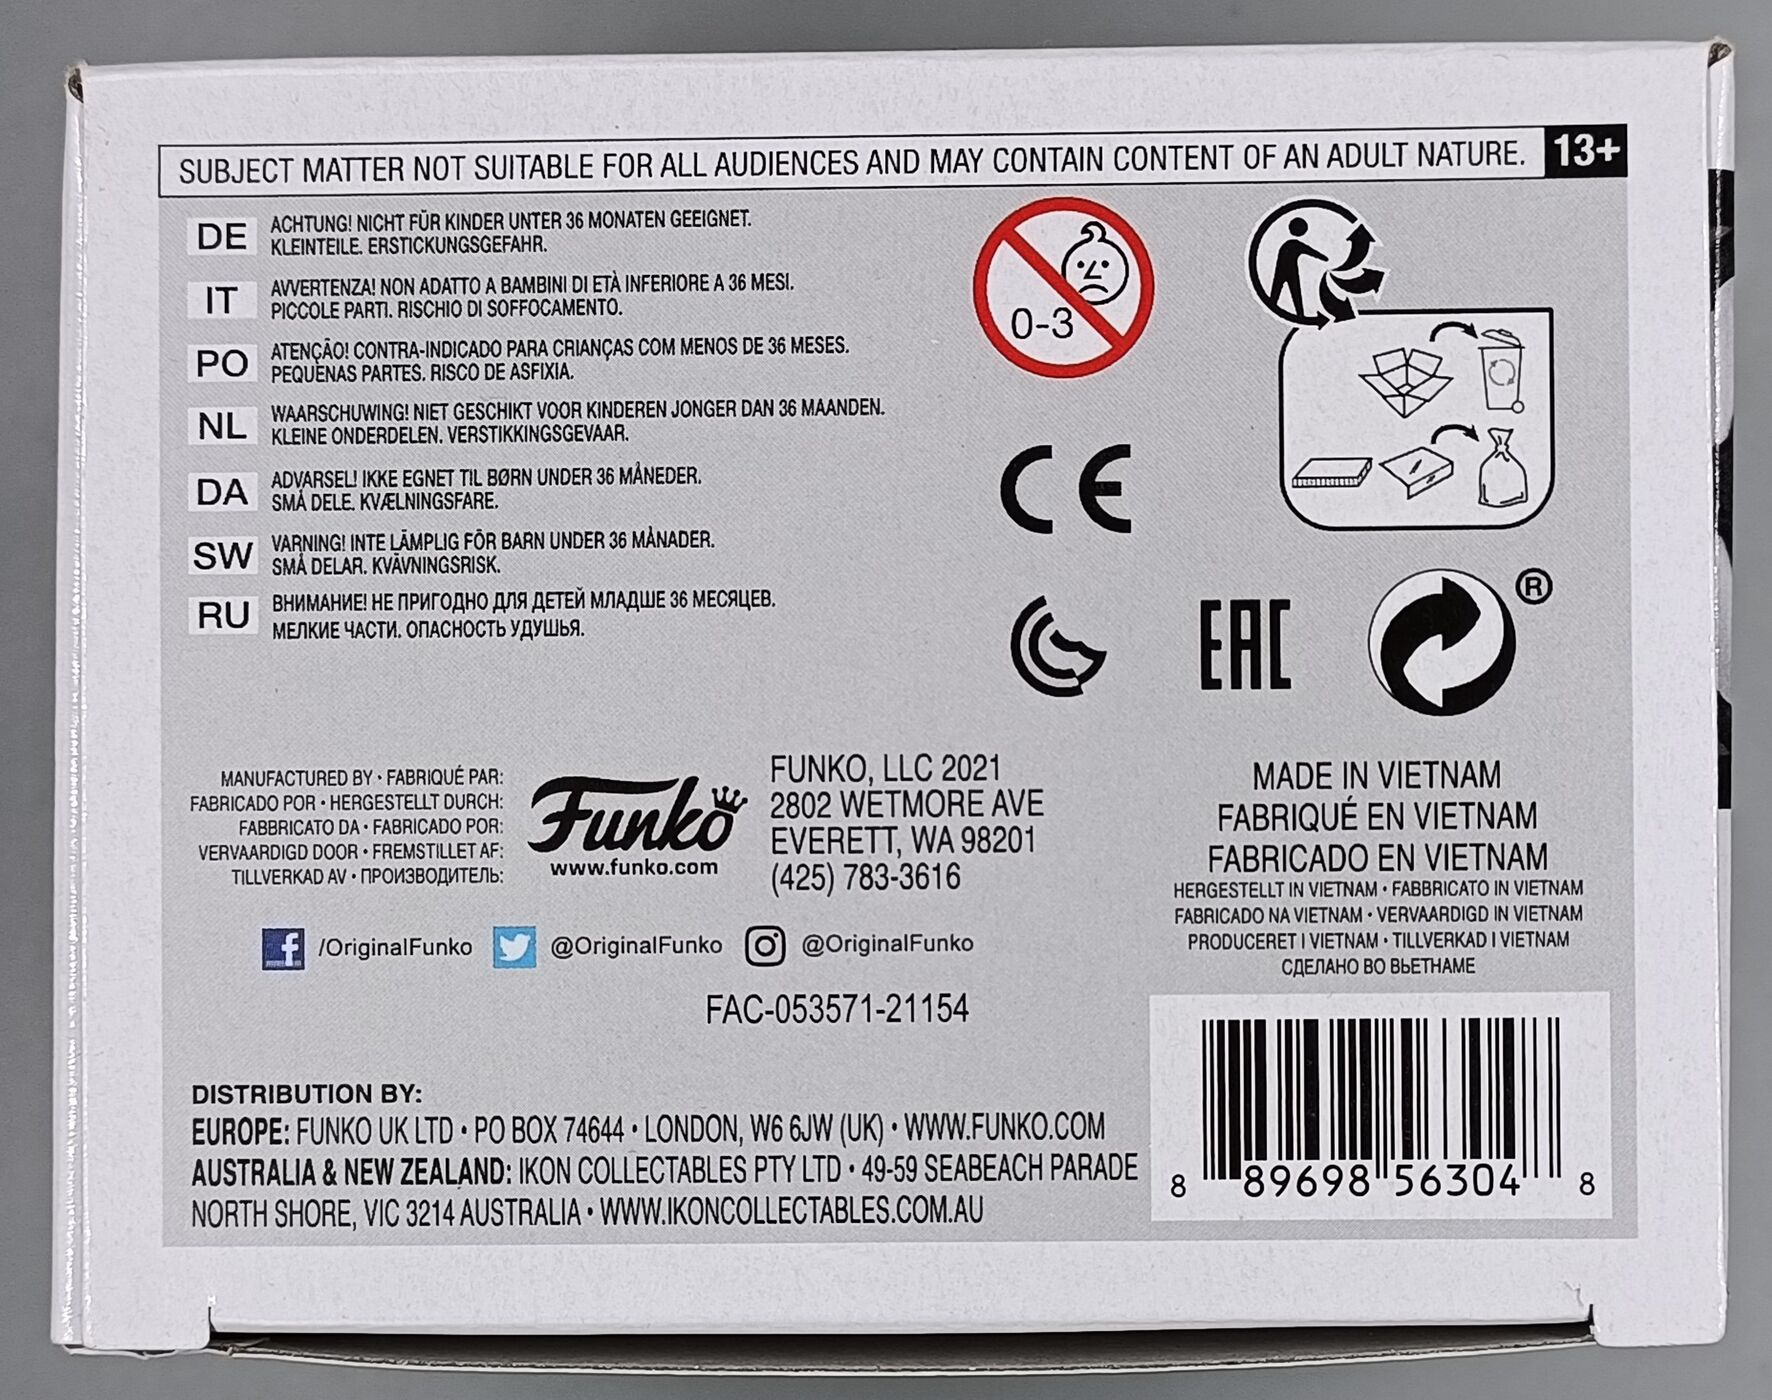 SUBJECT MATTER NOT SUITABLE FOR ALL AUDIENCES AND MAY CONTAIN CONTENT OF AN ADULT NATURE. 13+
DE ACHTUNG! NICHT FÜR KINDER UNTER 36 MONATEN GEEIGNET.
KLEINTEILE. ERSTICKUNGSGEFAHR.
IT AVVERTENZA! NON ADATTO A BAMBINI DI ETÀ INFERIORE A 36 MESI.
PICCOLE PARTI. RISCHIO DI SOFFOCAMENTO.
PO ATENÇÃO! CONTRA-INDICADO PARA CRIANÇAS COM MENOS DE 36 MESES.
PEQUENAS PARTES. RISCO DE ASFIXIA.
NL WAARSCHUWING! NIET GESCHIKT VOOR KINDEREN JONGER DAN 36 MAANDEN.
KLEINE ONDERDELEN. VERSTIKKINGSGEVAAR.
DA ADVARSEL! IKKE EGNET TIL BØRN UNDER 36 MÅNEDER.
SMÅ DELE. KVÆLNINGSFARE.
SW VARNING! INTE LÄMPLIG FÖR BARN UNDER 36 MÅNADER.
SMÅ DELAR. KVÄVNINGSRISK.
RU ВНИМАНИЕ! НЕ ПРИГОДНО ДЛЯ ДЕТЕЙ МЛАДШЕ 36 МЕСЯЦЕВ.
МЕЛКИЕ ЧАСТИ. ОПАСНОСТЬ УДУШЬЯ.
0-3
CE
EAC
®
MANUFACTURED BY • FABRIQUÉ PAR:
FABRICADO POR • HERGESTELLT DURCH:
FABBRICATO DA • FABRICADO POR:
VERVAARDIGD DOOR • FREMSTILLET AF:
TILLVERKAD AV • ПРОИЗВОДИТЕЛЬ:
Funko
www.funko.com
FUNKO, LLC 2021
2802 WETMORE AVE
EVERETT, WA 98201
(425) 783-3616
MADE IN VIETNAM
FABRIQUÉ EN VIETNAM
FABRICADO EN VIETNAM
HERGESTELLT IN VIETNAM • FABBRICATO IN VIETNAM
FABRICADO NA VIETNAM • VERVAARDIGD IN VIETNAM
PRODUCERET I VIETNAM • TILLVERKAD I VIETNAM
СДЕЛАНО ВО ВЬЕТНАМЕ
/OriginalFunko @OriginalFunko @OriginalFunko
FAC-053571-21154
DISTRIBUTION BY:
EUROPE: FUNKO UK LTD • PO BOX 74644 • LONDON, W6 6JW (UK) • WWW.FUNKO.COM
AUSTRALIA & NEW ZEALAND: IKON COLLECTABLES PTY LTD • 49-59 SEABEACH PARADE
NORTH SHORE, VIC 3214 AUSTRALIA • WWW.IKONCOLLECTABLES.COM.AU
8 89698 56304 8